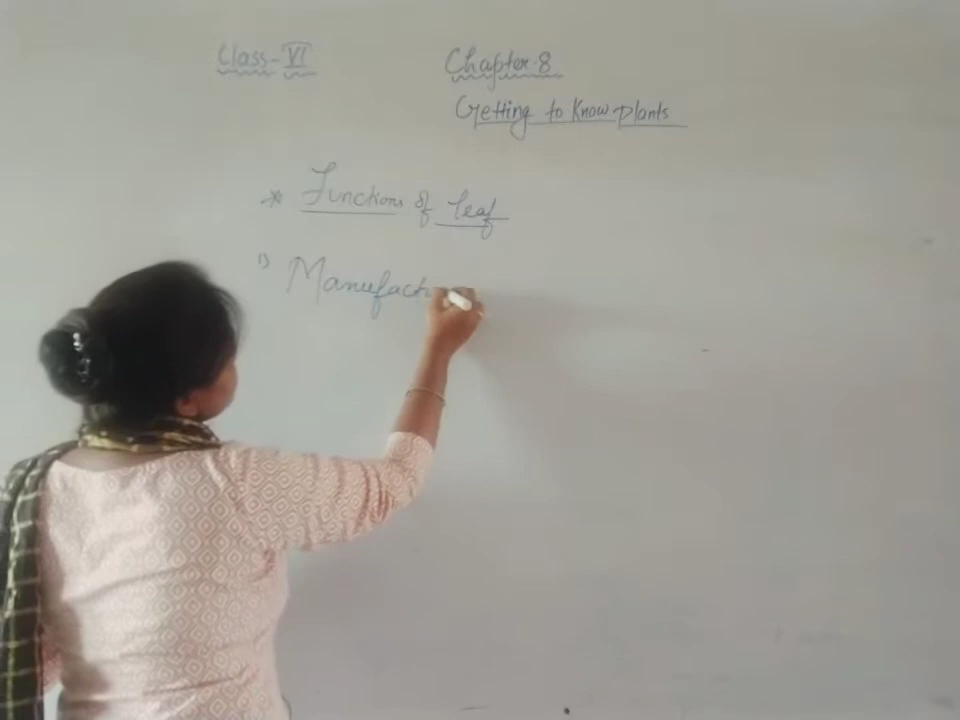 Class-VI
Chapter-8
Getting to Know plants
* Functions of leaf
1) Manufact